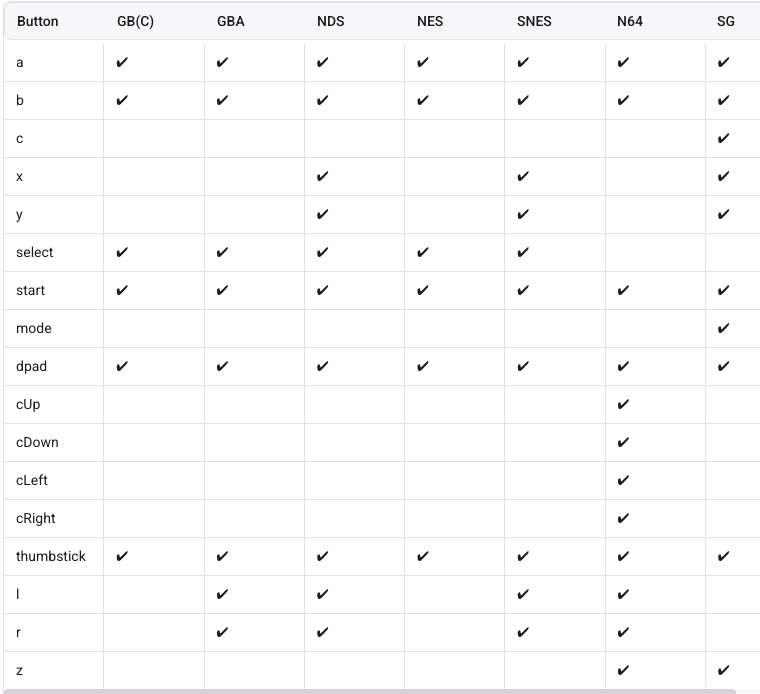 Button GB(C) GBA NDS NES SNES N64 SG
a ✔ ✔ ✔ ✔ ✔ ✔ ✔
b ✔ ✔ ✔ ✔ ✔ ✔ ✔
c ✔
x ✔ ✔ ✔
y ✔ ✔ ✔
select ✔ ✔ ✔ ✔ ✔
start ✔ ✔ ✔ ✔ ✔ ✔ ✔
mode ✔
dpad ✔ ✔ ✔ ✔ ✔ ✔ ✔
cUp ✔
cDown ✔
cLeft ✔
cRight ✔
thumbstick ✔ ✔ ✔ ✔ ✔ ✔ ✔
l ✔ ✔ ✔ ✔
r ✔ ✔ ✔ ✔
z ✔ ✔